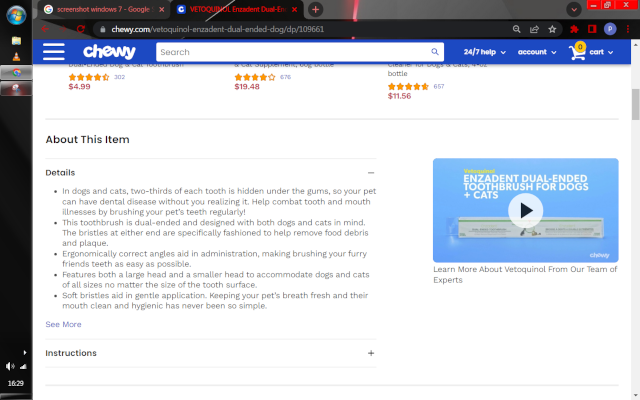 screenshot windows 7 - Google S
VETOQUINOL Enzadent Dual-En
chewy.com/vetoquinol-enzadent-dual-ended-dog/dp/109661
P
chewy
Search
24/7 help
account
0
cart
Dual-Ended Dog & Cat Toothbrush
302
$4.99
& Cat Supplement, 60g bottle
676
$19.48
Cleaner for Dogs & Cats, 4-oz
bottle
657
$11.56
About This Item
Details
In dogs and cats, two-thirds of each tooth is hidden under the gums, so your pet
can have dental disease without you realizing it. Help combat tooth and mouth
illnesses by brushing your pet's teeth regularly!
This toothbrush is dual-ended and designed with both dogs and cats in mind.
The bristles at either end are specifically fashioned to help remove food debris
and plaque.
Ergonomically correct angles aid in administration, making brushing your furry
friends teeth as easy as possible.
Features both a large head and a smaller head to accommodate dogs and cats
of all sizes no matter the size of the tooth surface.
Soft bristles aid in gentle application. Keeping your pet's breath fresh and their
mouth clean and hygienic has never been so simple.
See More
Instructions
Vetoquinol
ENZADENT DUAL-ENDED
TOOTHBRUSH FOR DOGS
+ CATS
chewy
Learn More About Vetoquinol From Our Team of
Experts
16:29